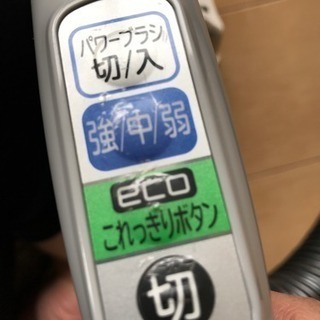 パワーブラシ
切/入
強/中/弱
eco
これっきりボタン
切